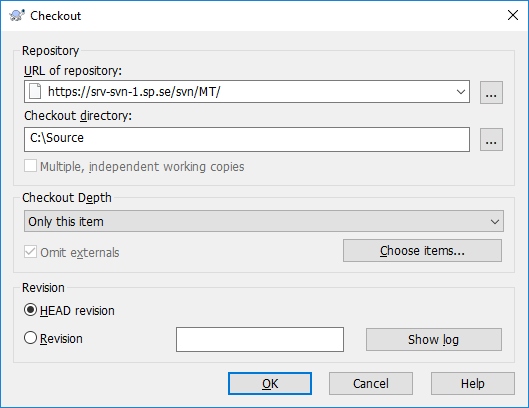 Checkout
Repository
URL of repository:
https://srv-svn-1.sp.se/svn/MT/
...
Checkout directory:
C:\Source
...
Multiple, independent working copies
Checkout Depth
Only this item
Omit externals
Choose items...
Revision
HEAD revision
Revision
Show log
OK
Cancel
Help